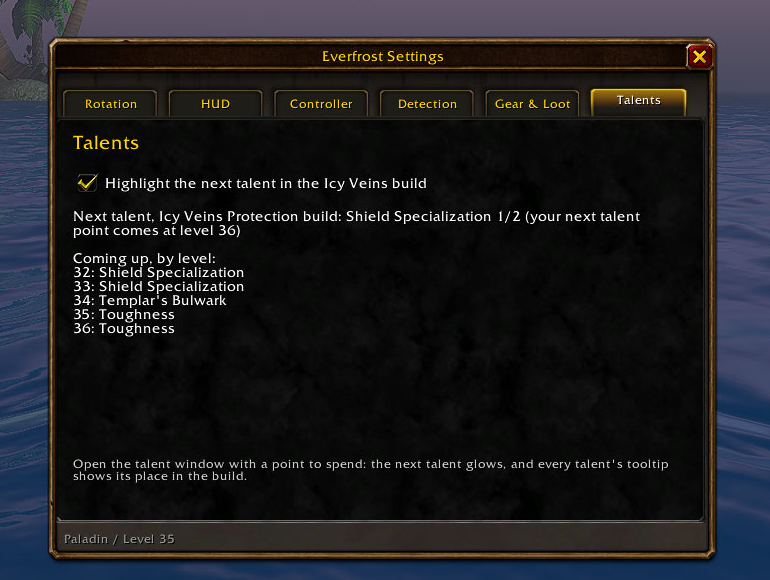 Everfrost Settings
Rotation
HUD
Controller
Detection
Gear & Loot
Talents
Talents
Highlight the next talent in the Icy Veins build
Next talent, Icy Veins Protection build: Shield Specialization 1/2 (your next talent
point comes at level 36)
Coming up, by level:
32: Shield Specialization
33: Shield Specialization
34: Templar's Bulwark
35: Toughness
36: Toughness
Open the talent window with a point to spend: the next talent glows, and every talent's tooltip
shows its place in the build.
Paladin / Level 35